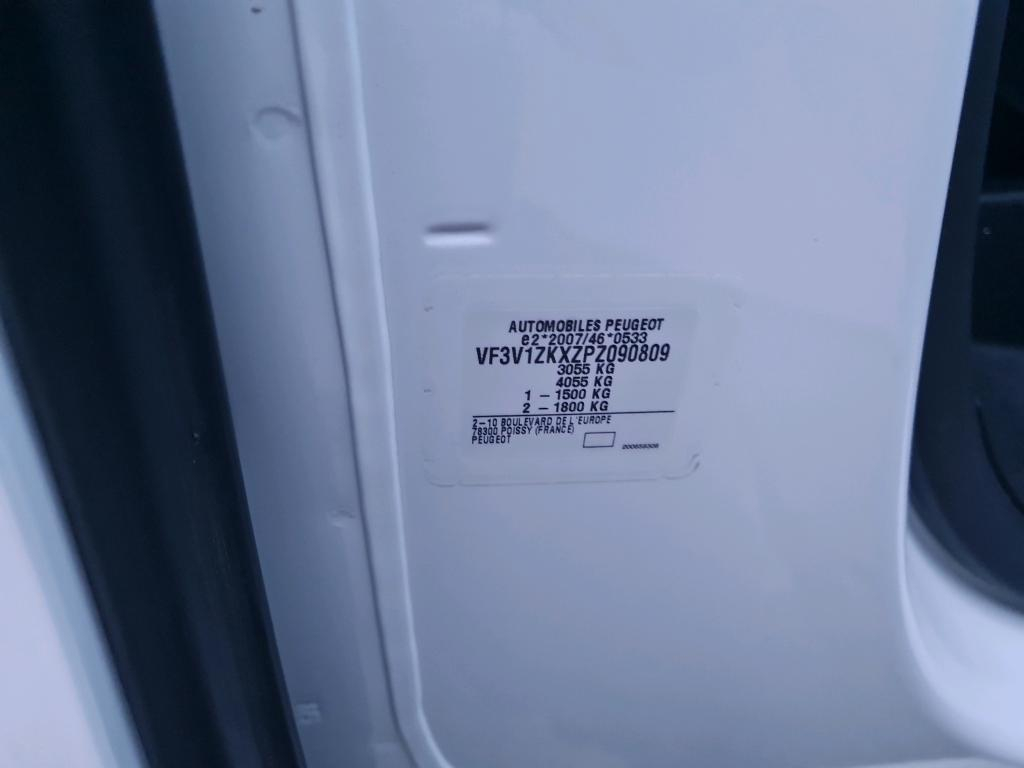 AUTOMOBILES PEUGEOT
e2*2007/46*0533
VF3V1ZKXZPZ090809
3055 KG
4055 KG
1 – 1500 KG
2 – 1800 KG
2–10 BOULEVARD DE L'EUROPE
78300 POISSY (FRANCE)
PEUGEOT